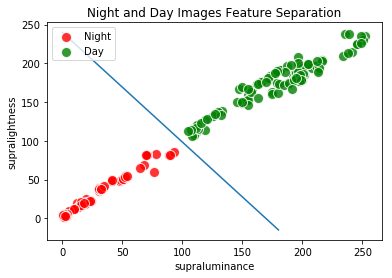 Night and Day Images Feature Separation
Night
Day
supralightness
250
200
150
100
50
0
0
50
100
150
200
250
supraluminance